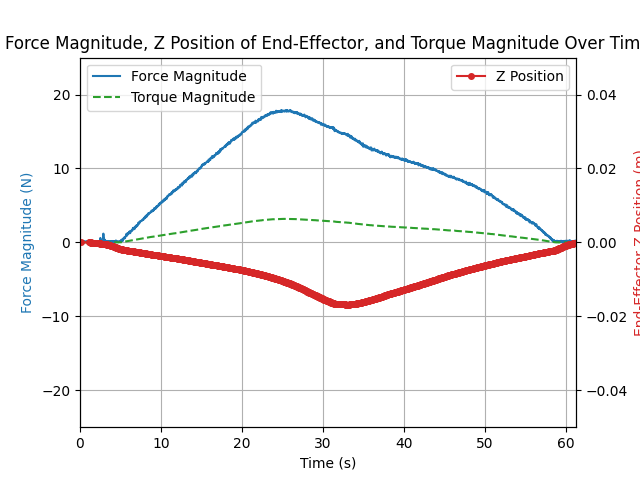 Force Magnitude, Z Position of End-Effector, and Torque Magnitude Over Tim
Force Magnitude
Torque Magnitude
Z Position
20
10
0
−10
−20
Force Magnitude (N)
0.04
0.02
0.00
−0.02
−0.04
End-Effector Z Position (m)
0
10
20
30
40
50
60
Time (s)